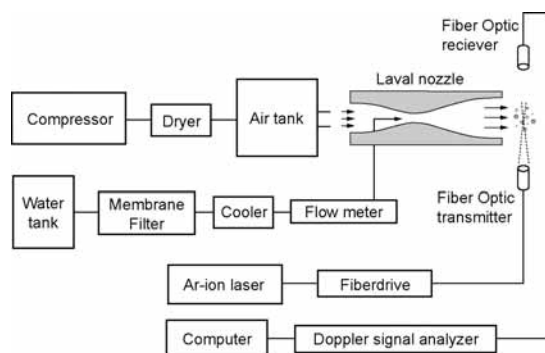 Fiber Optic
reciever
Laval nozzle
Compressor
Dryer
Air tank
Water
tank
Membrane
Filter
Cooler
Flow meter
Fiber Optic
transmitter
Ar-ion laser
Fiberdrive
Computer
Doppler signal analyzer